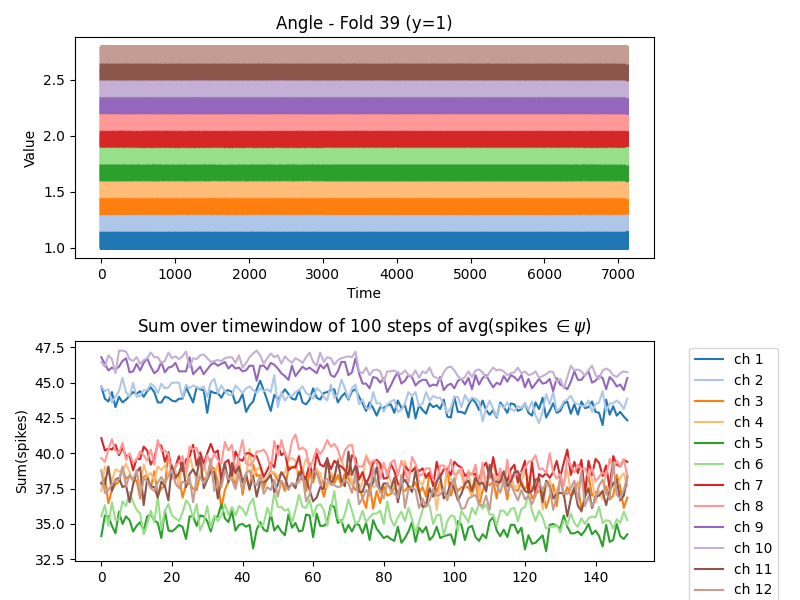 Angle - Fold 39 (y=1)
Value
2.5
2.0
1.5
1.0
0 1000 2000 3000 4000 5000 6000 7000
Time
Sum over timewindow of 100 steps of avg(spikes ∈ψ)
Sum(spikes)
47.5
45.0
42.5
40.0
37.5
35.0
32.5
0 20 40 60 80 100 120 140
ch 1
ch 2
ch 3
ch 4
ch 5
ch 6
ch 7
ch 8
ch 9
ch 10
ch 11
ch 12